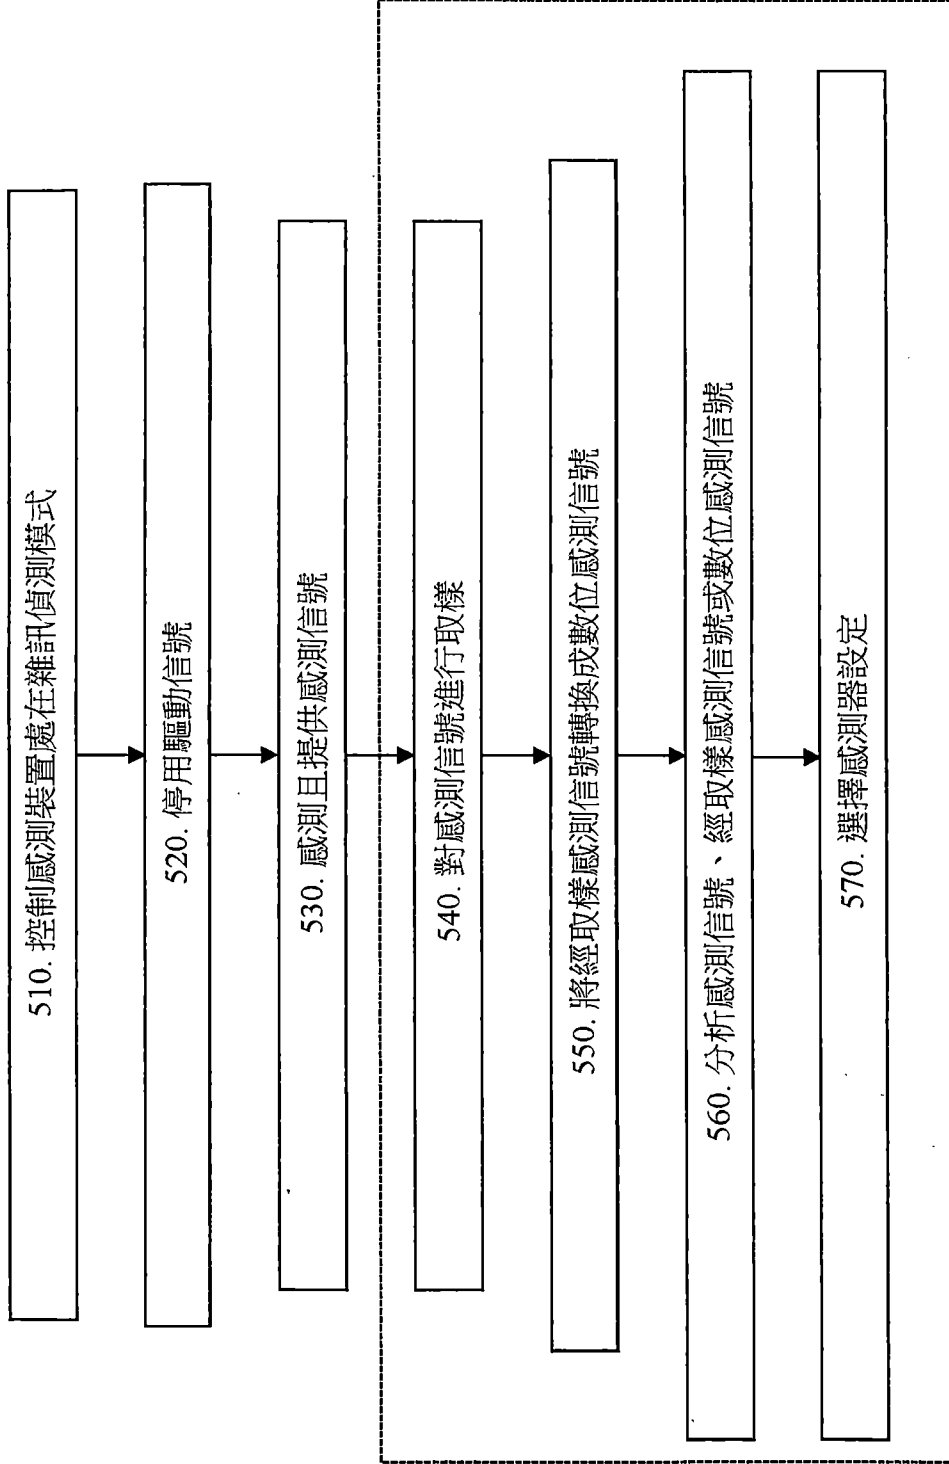 510. 控制感測裝置處在雜訊偵測模式
520. 停用驅動信號
530. 感測且提供感測信號
540. 對感測信號進行取樣
550. 將經取樣感測信號轉換成數位感測信號
560. 分析感測信號、經取樣感測信號或數位感測信號
570. 選擇感測器設定